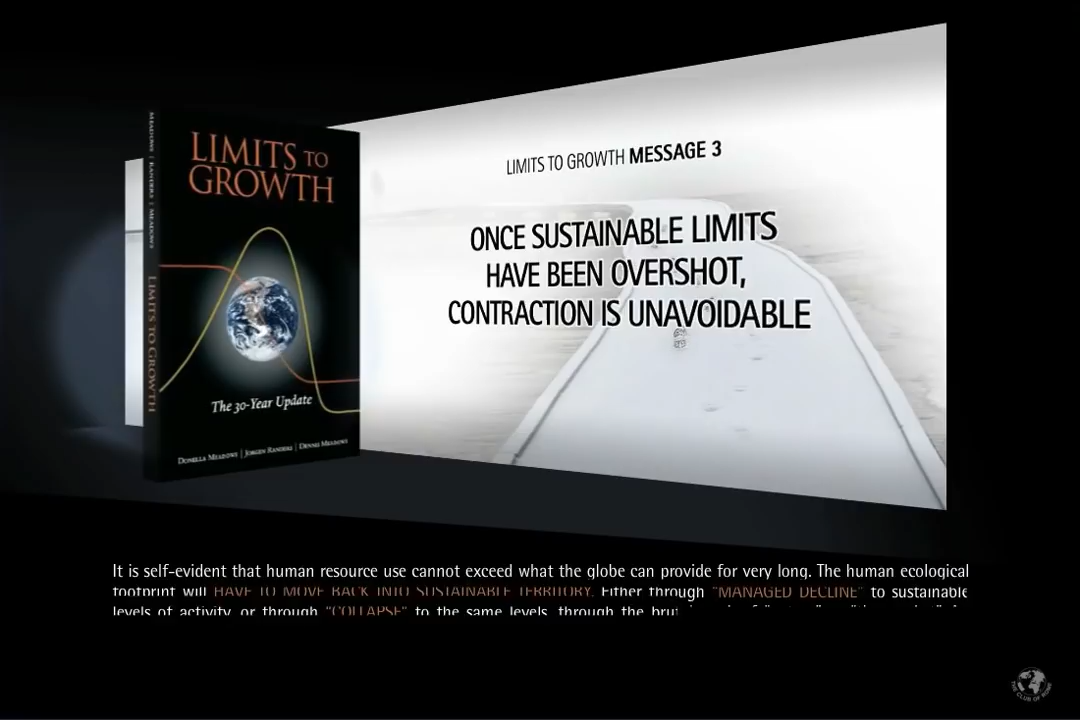 MEADOWS | RANDERS | MEADOWS
LIMITS TO GROWTH
LIMITS TO
GROWTH
The 30-Year Update
DONELLA MEADOWS | JORGEN RANDERS | DENNIS MEADOWS
LIMITS TO GROWTH MESSAGE 3
ONCE SUSTAINABLE LIMITS
HAVE BEEN OVERSHOT,
CONTRACTION IS UNAVOIDABLE
It is self-evident that human resource use cannot exceed what the globe can provide for very long. The human ecological
footprint will HAVE TO MOVE BACK INTO SUSTAINABLE TERRITORY. Either through "MANAGED DECLINE" to sustainable
levels of activity, or through "COLLAPSE" to the same levels, through the
THE CLUB OF ROME